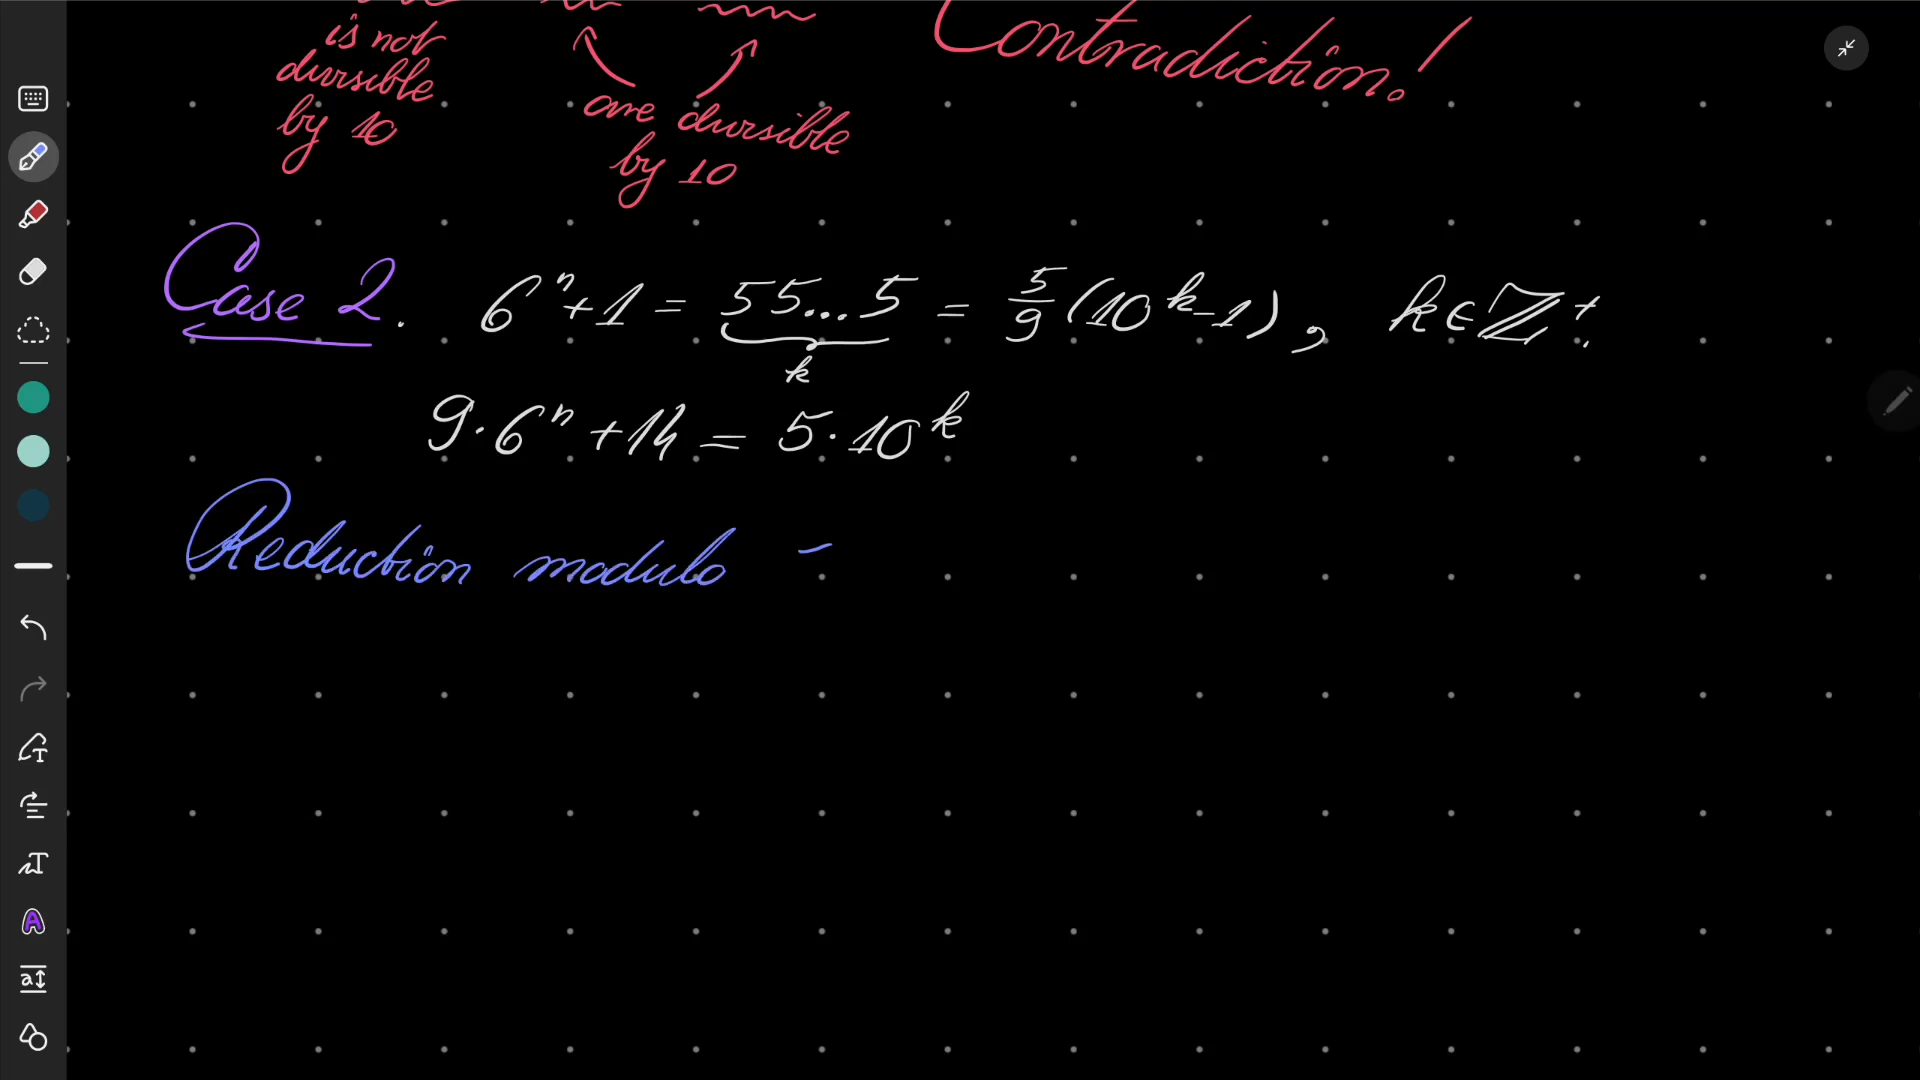 is not
divisible
by 10
are divisible
by 10
Contradiction!
Case 2. 6ⁿ+1 = 55...5 = 5/9 (10ᵏ-1), k∈ℤ⁺.
k
9·6ⁿ+14 = 5·10ᵏ
Reduction modulo